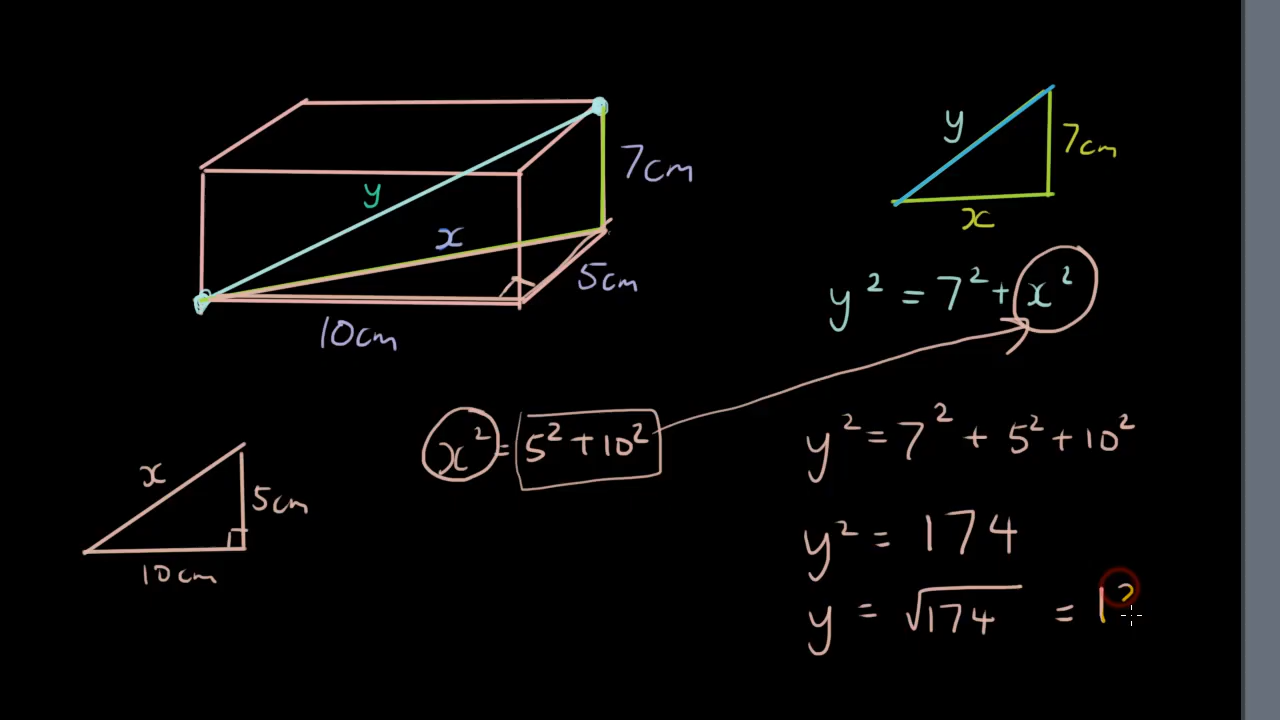 y
7cm
x
5cm
10cm
y
7cm
x
y² = 7² + x²
x² = 5² + 10²
y² = 7² + 5² + 10²
y² = 174
y = √174 = 1
x
5cm
10cm